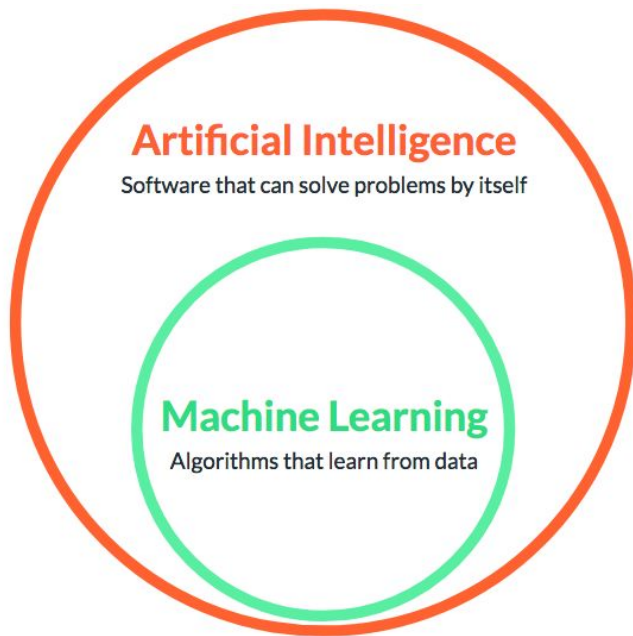 Artificial Intelligence
Software that can solve problems by itself
Machine Learning
Algorithms that learn from data